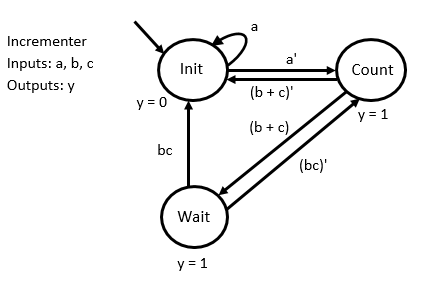 Incrementer
Inputs: a, b, c
Outputs: y
a
Init
a'
Count
(b + c)'
y = 0
y = 1
(b + c)
bc
(bc)'
Wait
y = 1